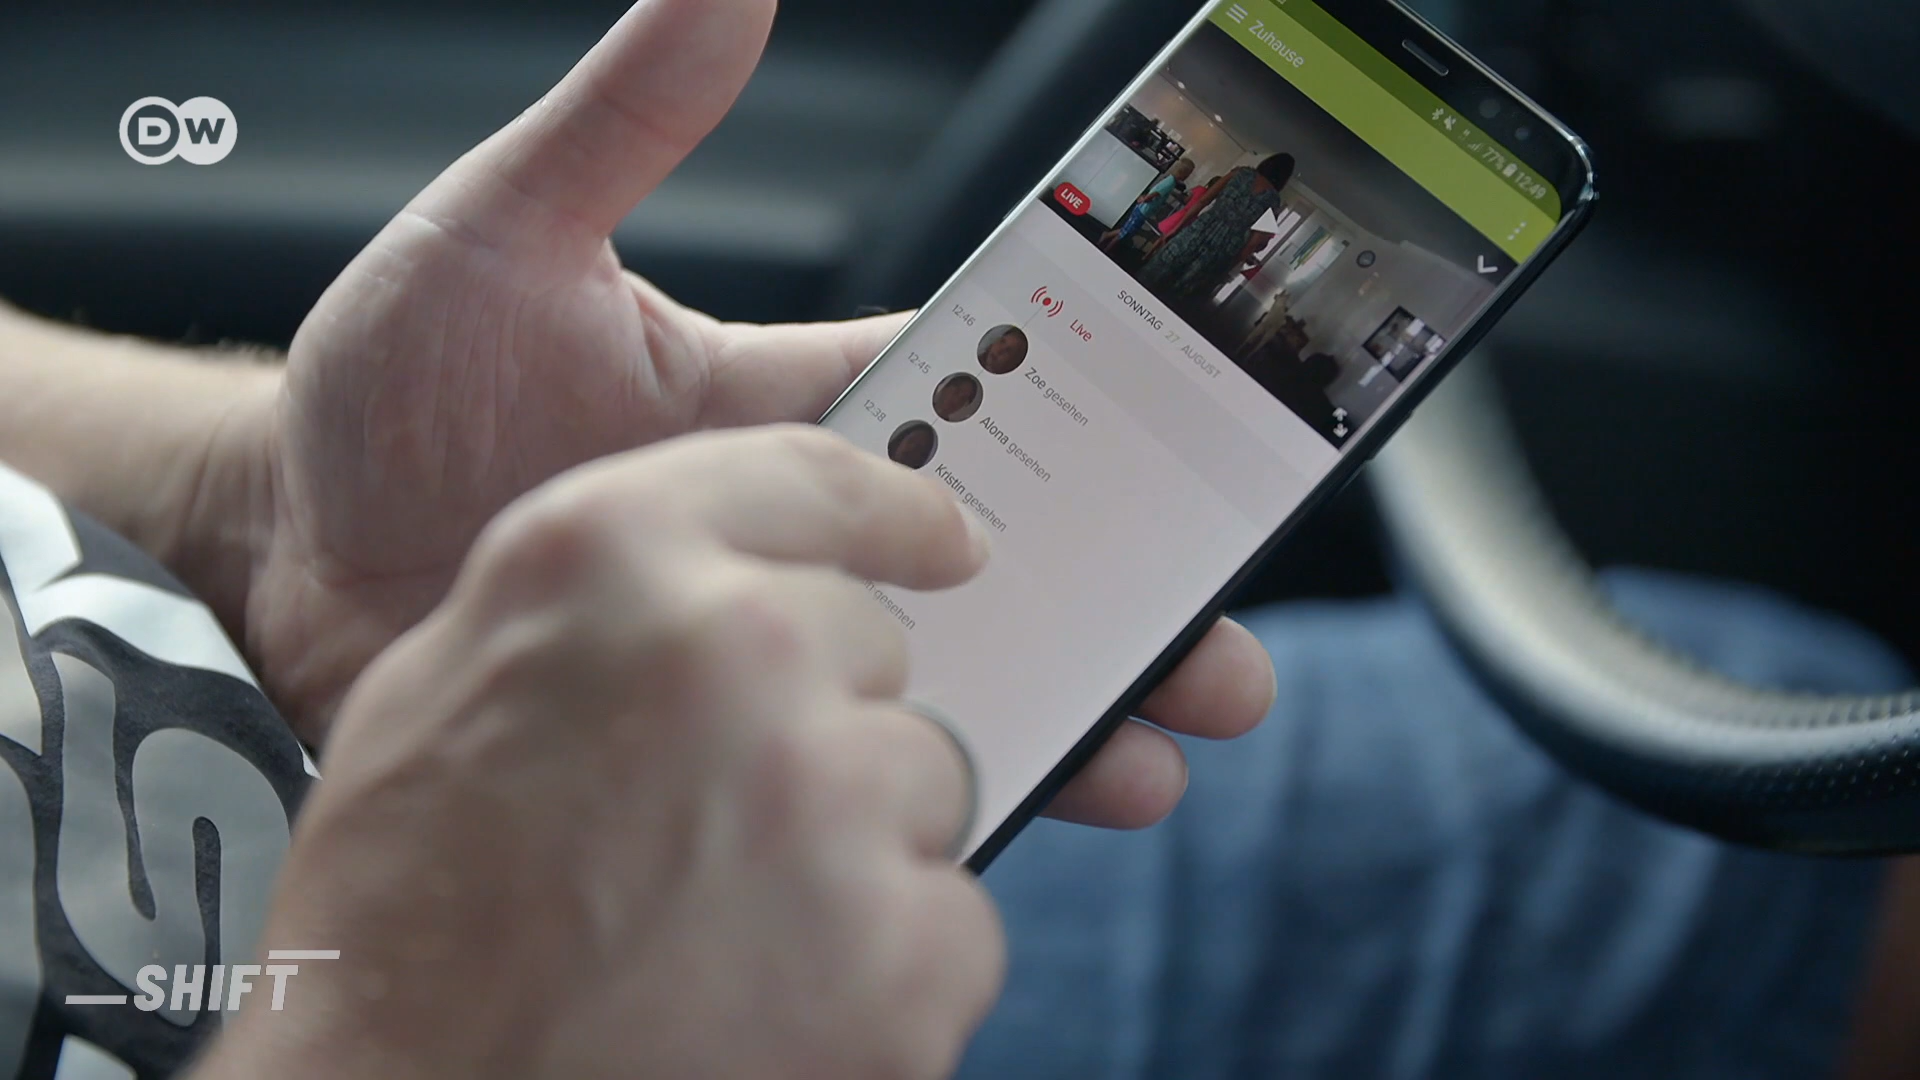 DW
Zuhause
77% 12:49
LIVE
SONNTAG 27 AUGUST
Live
12:46
Zoe gesehen
12:45
Alona gesehen
12:38
Kristin gesehen
gesehen
SHIFT